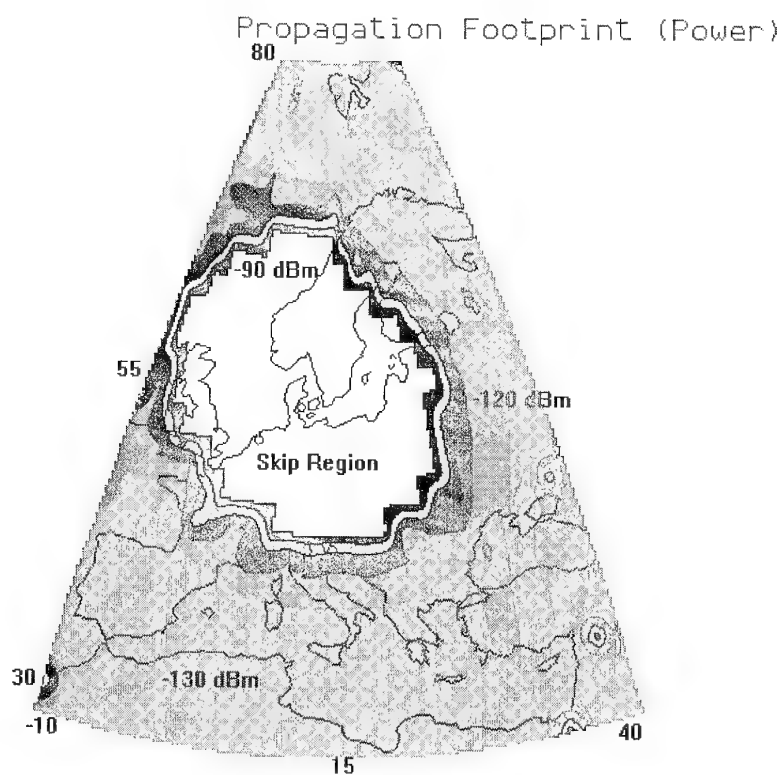 Propagation Footprint (Power)
80
-90 dBm
55
-120 dBm
Skip Region
30
-130 dBm
-10
40
15